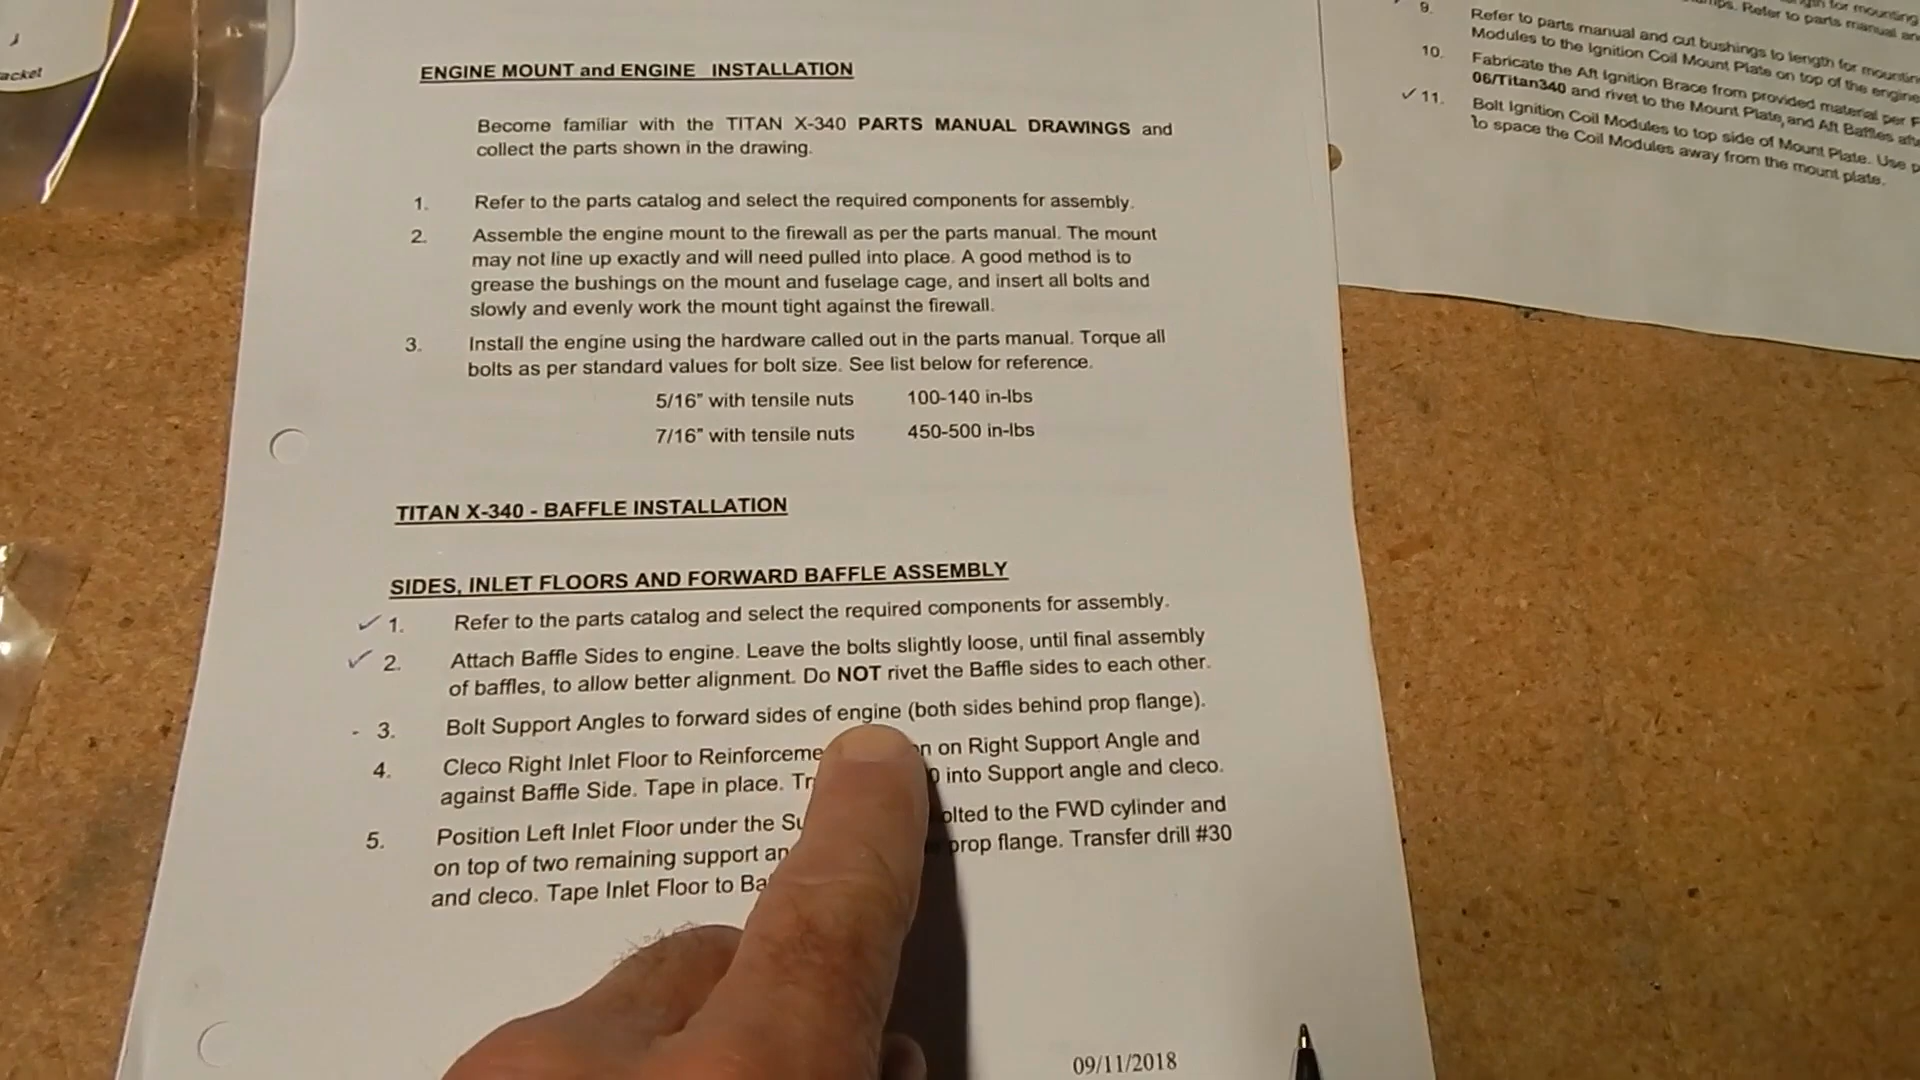 acket
ENGINE MOUNT and ENGINE INSTALLATION
Become familiar with the TITAN X-340 PARTS MANUAL DRAWINGS and
collect the parts shown in the drawing.
1. Refer to the parts catalog and select the required components for assembly.
2. Assemble the engine mount to the firewall as per the parts manual. The mount
may not line up exactly and will need pulled into place. A good method is to
grease the bushings on the mount and fuselage cage, and insert all bolts and
slowly and evenly work the mount tight against the firewall.
3. Install the engine using the hardware called out in the parts manual. Torque all
bolts as per standard values for bolt size. See list below for reference.
5/16" with tensile nuts 100-140 in-lbs
7/16" with tensile nuts 450-500 in-lbs
TITAN X-340 - BAFFLE INSTALLATION
SIDES, INLET FLOORS AND FORWARD BAFFLE ASSEMBLY
✓ 1. Refer to the parts catalog and select the required components for assembly.
✓ 2. Attach Baffle Sides to engine. Leave the bolts slightly loose, until final assembly
of baffles, to allow better alignment. Do NOT rivet the Baffle sides to each other.
- 3. Bolt Support Angles to forward sides of engine (both sides behind prop flange).
4. Cleco Right Inlet Floor to Reinforceme n on Right Support Angle and
against Baffle Side. Tape in place. Tr 0 into Support angle and cleco.
5. Position Left Inlet Floor under the Su olted to the FWD cylinder and
on top of two remaining support an prop flange. Transfer drill #30
and cleco. Tape Inlet Floor to Ba
09/11/2018
for mounting
Refer to parts manual an
9. Refer to parts manual and cut bushings to length for mountin
Modules to the Ignition Coil Mount Plate on top of the engine
10. Fabricate the Aft Ignition Brace from provided material per F
06/Titan340 and rivet to the Mount Plate, and Aft Baffles afte
✓ 11. Bolt Ignition Coil Modules to top side of Mount Plate. Use p
to space the Coil Modules away from the mount plate.